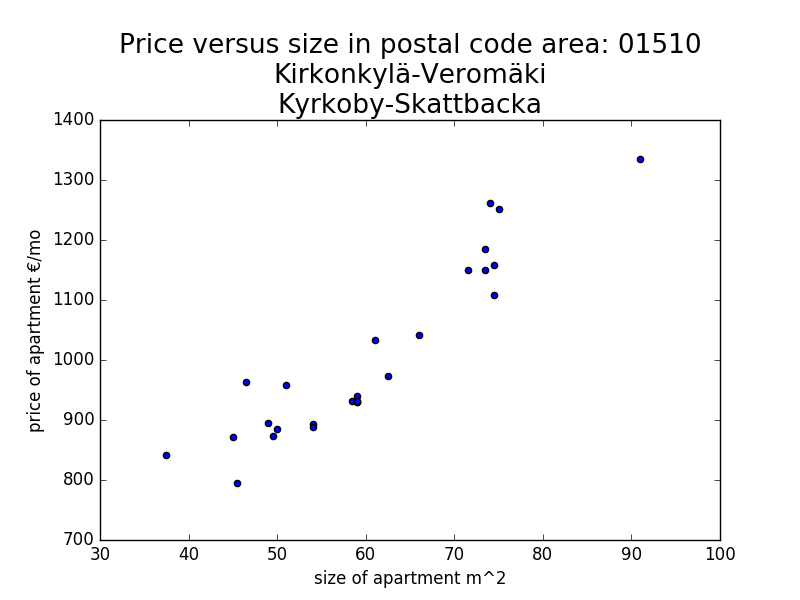 Price versus size in postal code area: 01510
Kirkonkylä-Veromäki
Kyrkoby-Skattbacka
1400
1300
1200
1100
1000
900
800
700
price of apartment €/mo
30 40 50 60 70 80 90 100
size of apartment m^2